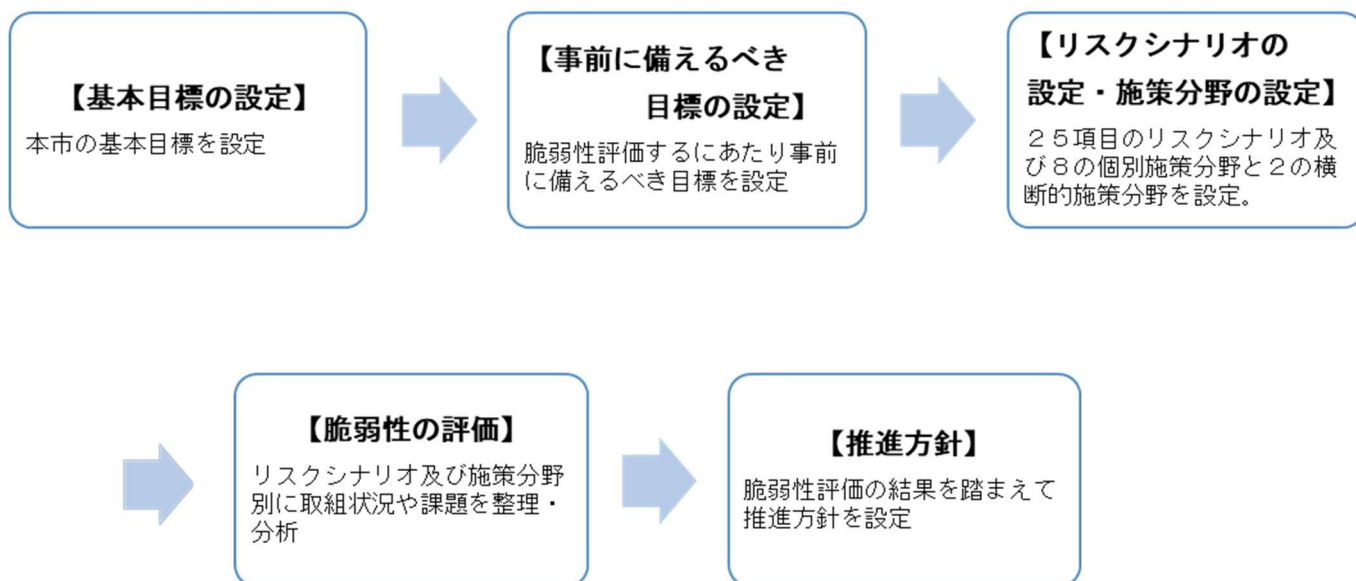 【基本目標の設定】
本市の基本目標を設定
【事前に備えるべき
目標の設定】
脆弱性評価するにあたり事前
に備えるべき目標を設定
【リスクシナリオの
設定・施策分野の設定】
２５項目のリスクシナリオ及
び８の個別施策分野と２の横
断的施策分野を設定。
【脆弱性の評価】
リスクシナリオ及び施策分野
別に取組状況や課題を整理・
分析
【推進方針】
脆弱性評価の結果を踏まえて
推進方針を設定